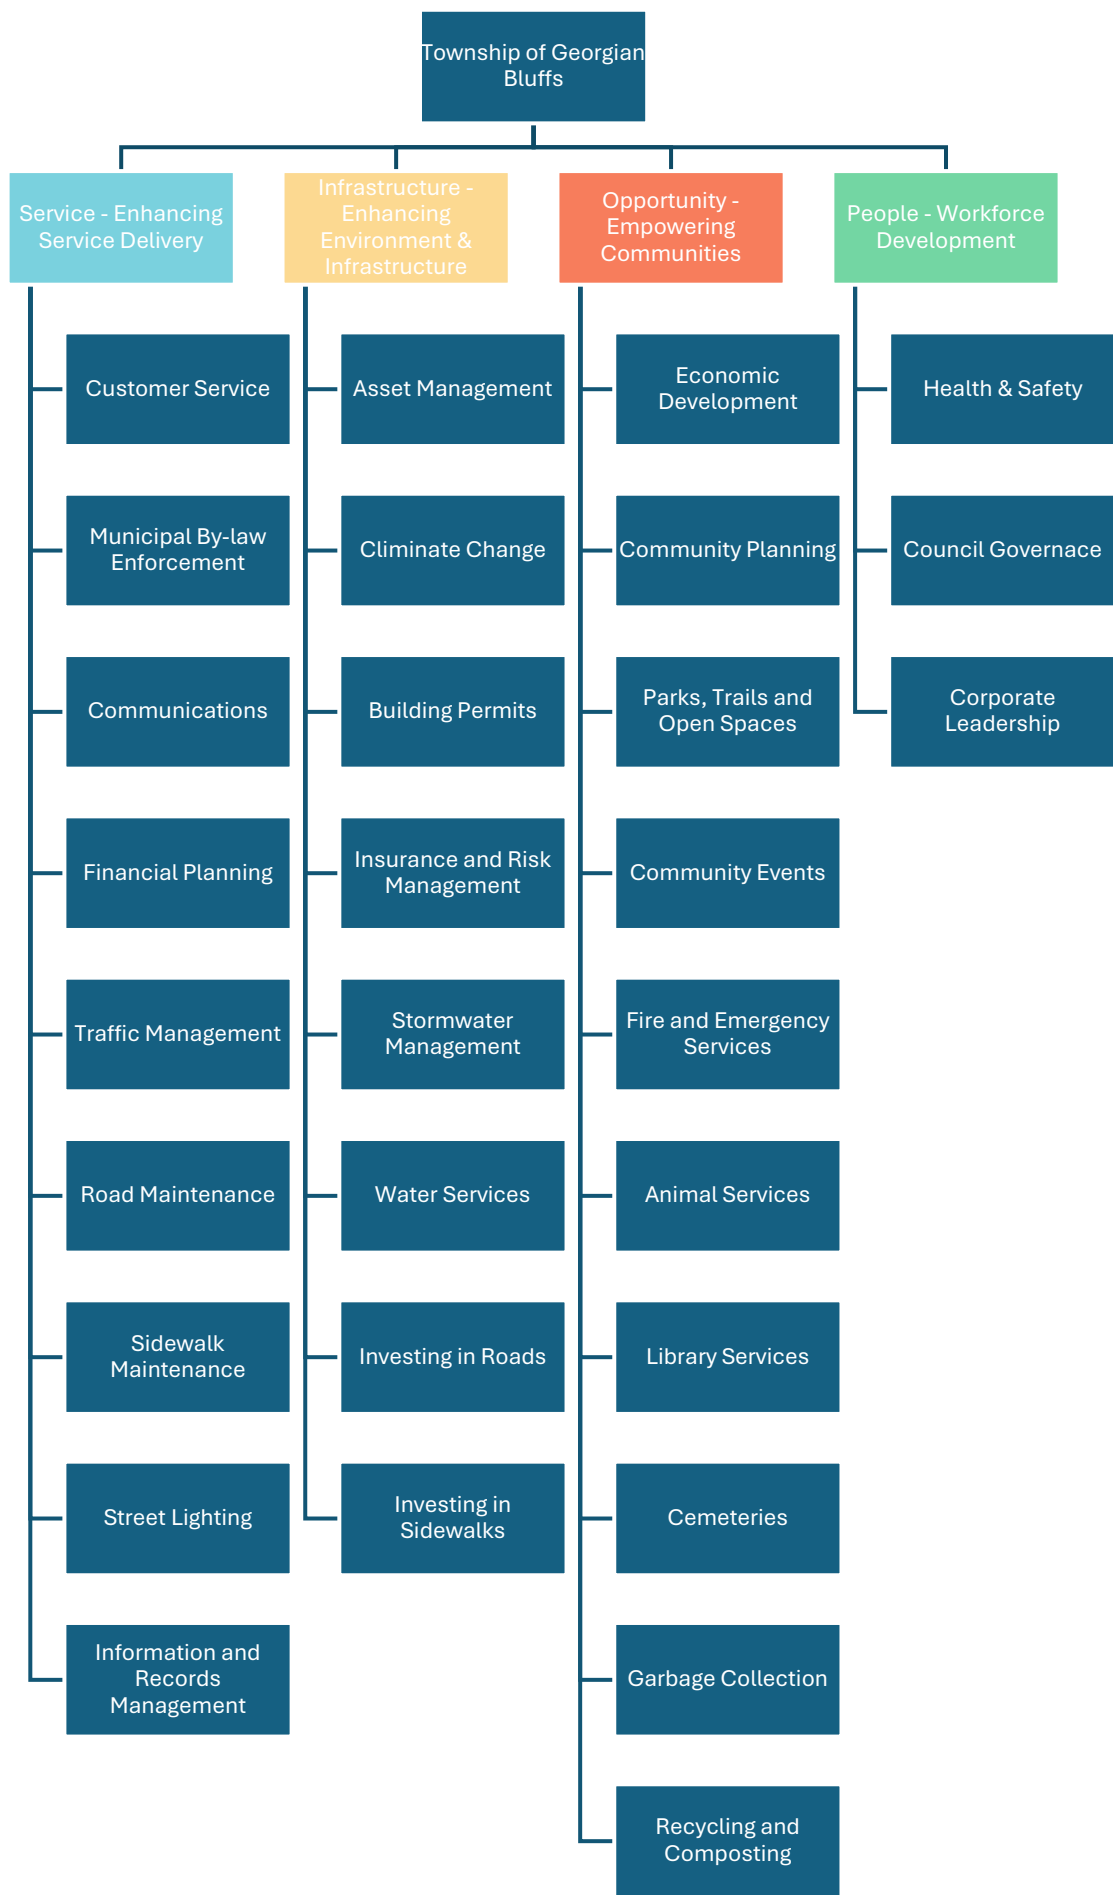 Township of Georgian
Bluffs
Service - Enhancing
Service Delivery
Customer Service
Municipal By-law
Enforcement
Communications
Financial Planning
Traffic Management
Road Maintenance
Sidewalk
Maintenance
Street Lighting
Information and
Records
Management
Infrastructure -
Enhancing
Environment &
Infrastructure
Asset Management
Climinate Change
Building Permits
Insurance and Risk
Management
Stormwater
Management
Water Services
Investing in Roads
Investing in
Sidewalks
Opportunity -
Empowering
Communities
Economic
Development
Community Planning
Parks, Trails and
Open Spaces
Community Events
Fire and Emergency
Services
Animal Services
Library Services
Cemeteries
Garbage Collection
Recycling and
Composting
People - Workforce
Development
Health & Safety
Council Governace
Corporate
Leadership